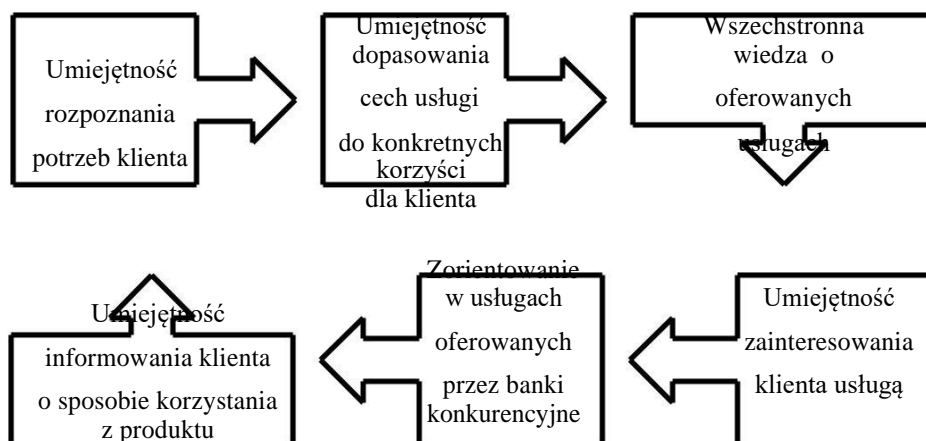 Umiejętność
rozpoznania
potrzeb klienta
Umiejętność
dopasowania
cech usługi
do konkretnych
korzyści
dla klienta
Wszechstronna
wiedza o
oferowanych
usługach
Umiejętność
informowania klienta
o sposobie korzystania
z produktu
Zorientowanie
w usługach
oferowanych
przez banki
konkurencyjne
Umiejętność
zainteresowania
klienta usługą